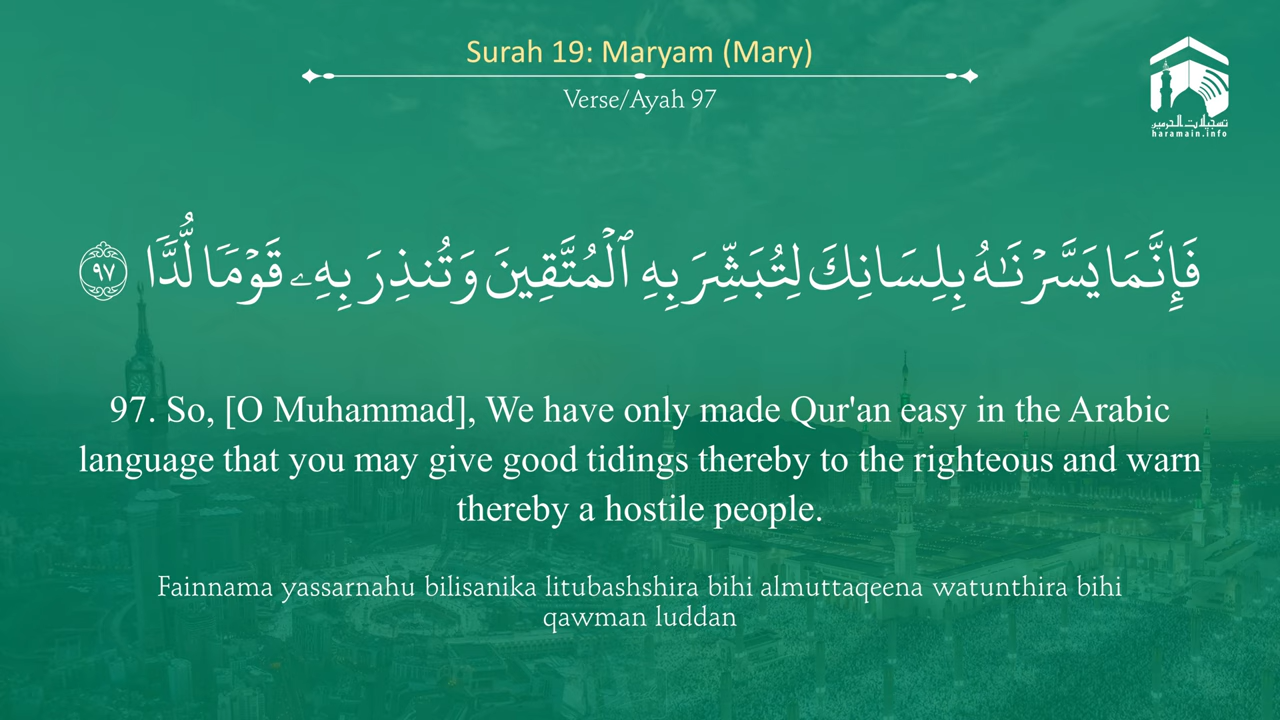 Surah 19: Maryam (Mary)
Verse/Ayah 97
تسجيلات الحرمين
haramain.info
فَإِنَّمَا يَسَّرْنَـٰهُ بِلِسَانِكَ لِتُبَشِّرَ بِهِ ٱلْمُتَّقِينَ وَتُنذِرَ بِهِۦ قَوْمًا لُّدًّا ٩٧
97. So, [O Muhammad], We have only made Qur'an easy in the Arabic
language that you may give good tidings thereby to the righteous and warn
thereby a hostile people.
Fainnama yassarnahu bilisanika litubashshira bihi almuttaqeena watunthira bihi
qawman luddan